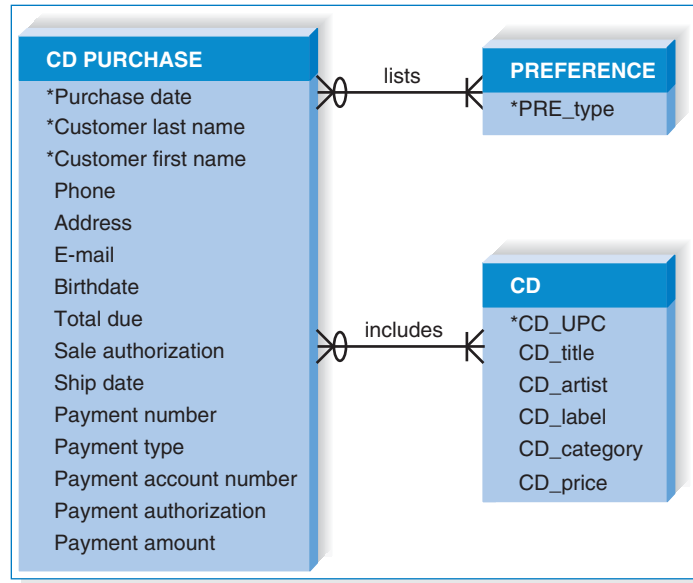 CD PURCHASE
*Purchase date
*Customer last name
*Customer first name
Phone
Address
E-mail
Birthdate
Total due
Sale authorization
Ship date
Payment number
Payment type
Payment account number
Payment authorization
Payment amount
lists
PREFERENCE
*PRE_type
includes
CD
*CD_UPC
CD_title
CD_artist
CD_label
CD_category
CD_price